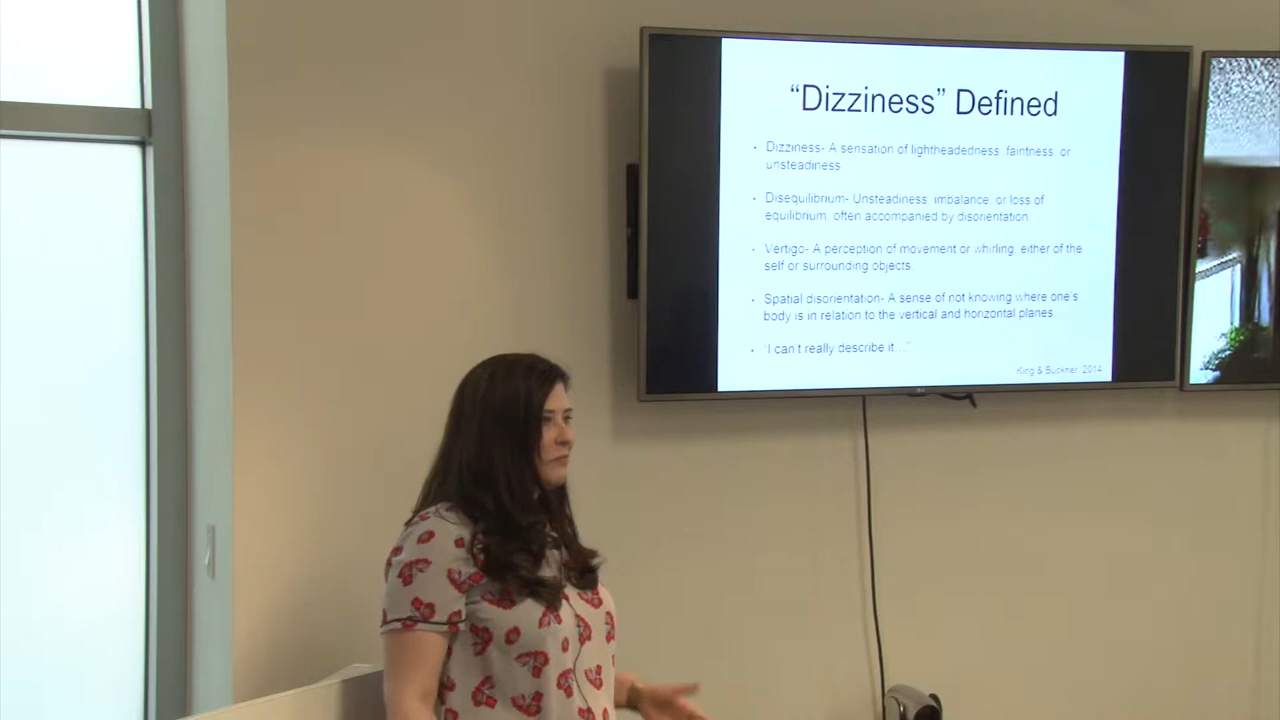 “Dizziness” Defined
· Dizziness- A sensation of lightheadedness, faintness, or
unsteadiness.
· Disequilibrium- Unsteadiness, imbalance, or loss of
equilibrium, often accompanied by disorientation.
· Vertigo- A perception of movement or whirling, either of the
self or surrounding objects.
· Spatial disorientation- A sense of not knowing where one's
body is in relation to the vertical and horizontal planes.
· “I can't really describe it…”
King & Buckner, 2014
LG